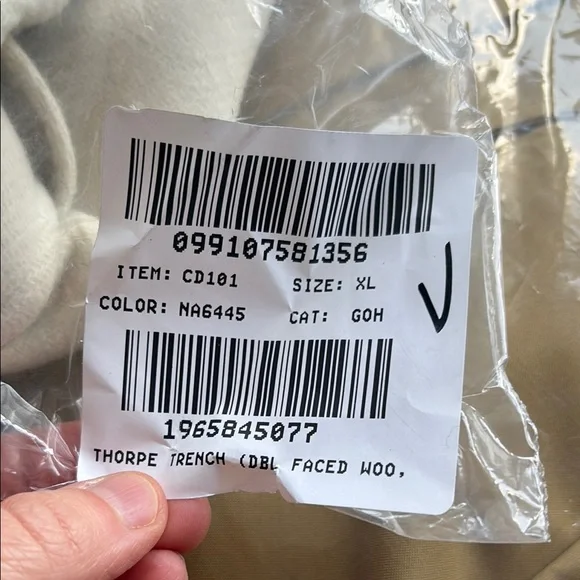 099107581356
ITEM: CD101 SIZE: XL
COLOR: NA6445 CAT: GOH
1965845077
THORPE TRENCH (DBL FACED WOO,